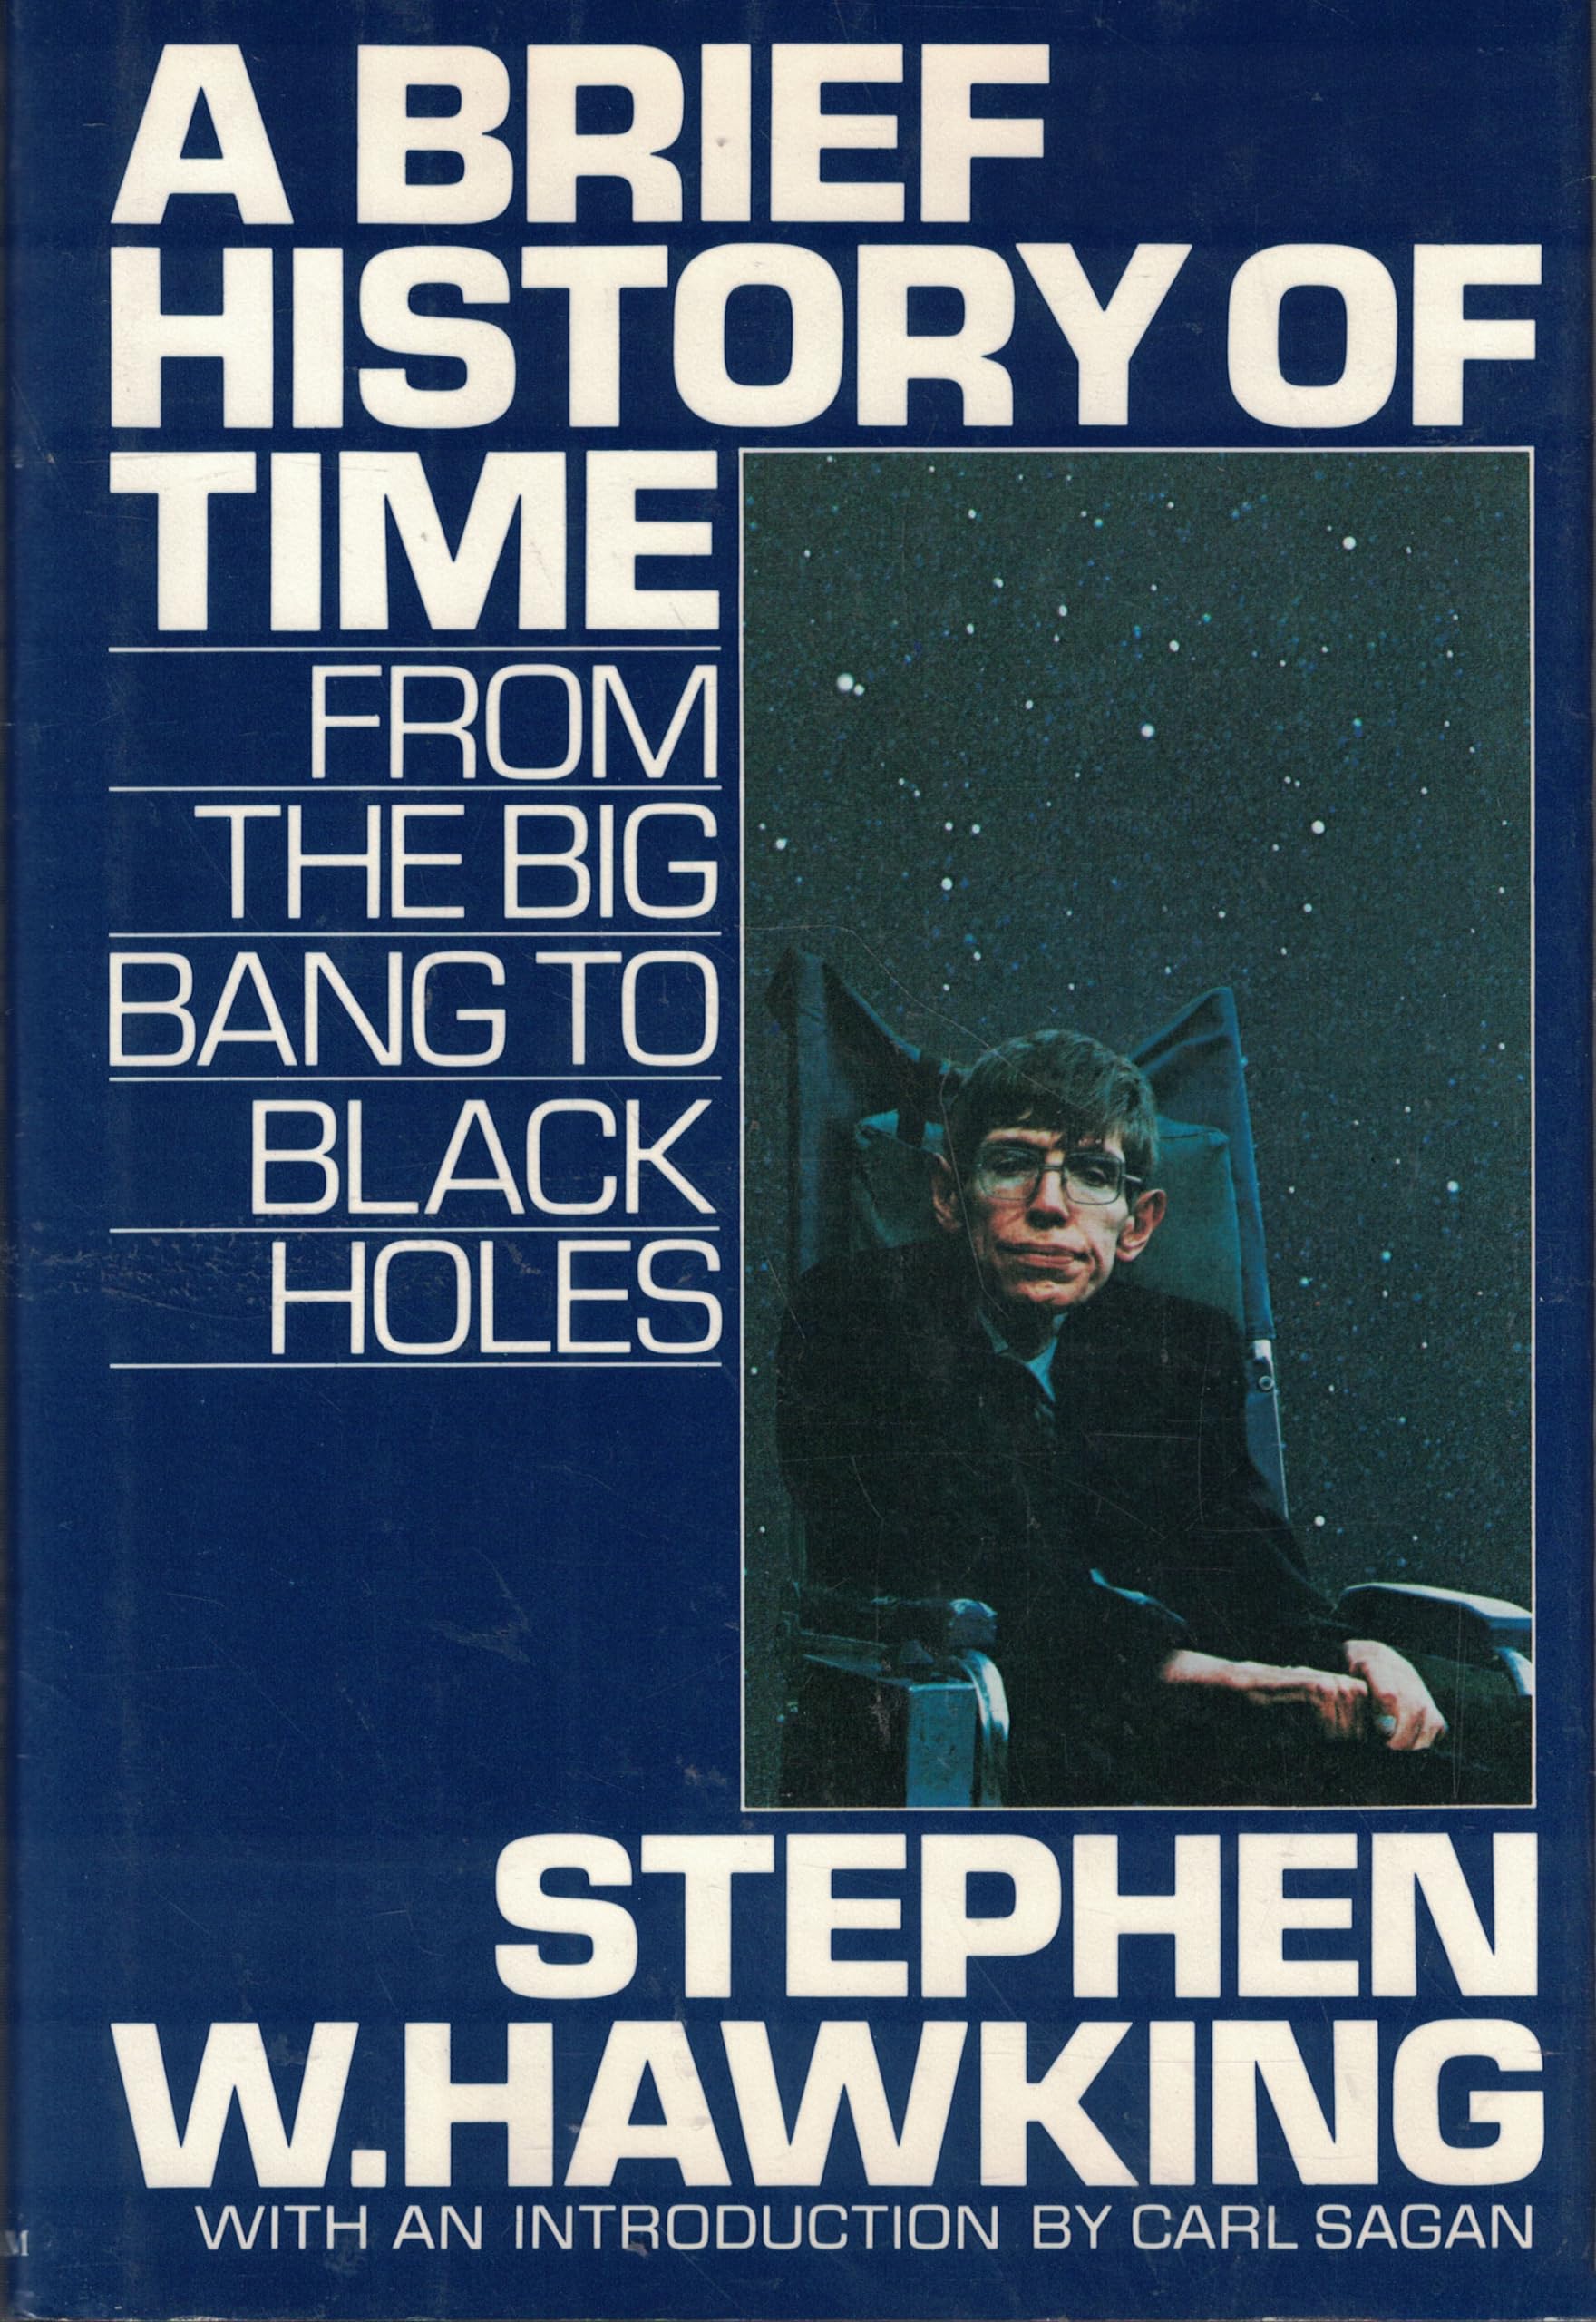 A BRIEF
HISTORY OF
TIME
FROM
THE BIG
BANG TO
BLACK
HOLES
STEPHEN
W. HAWKING
WITH AN INTRODUCTION BY CARL SAGAN